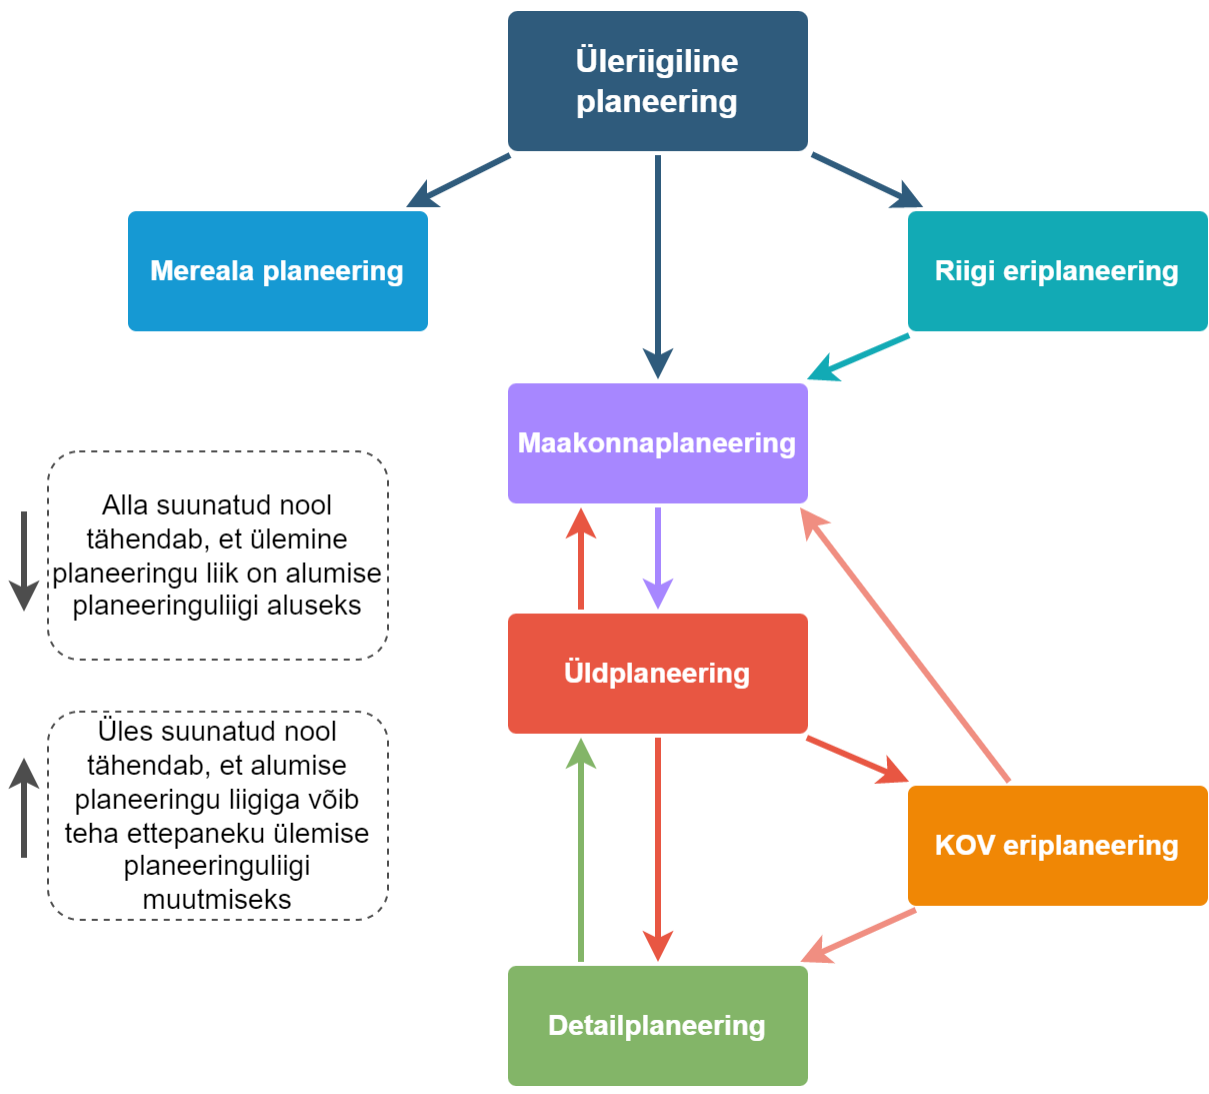 Üleriigiline
planeering
Mereala planeering
Riigi eriplaneering
Maakonnaplaneering
Alla suunatud nool
tähendab, et ülemine
planeeringu liik on alumise
planeeringuliigi aluseks
Üldplaneering
Üles suunatud nool
tähendab, et alumise
planeeringu liigiga võib
teha ettepaneku ülemise
planeeringuliigi
muutmiseks
KOV eriplaneering
Detailplaneering